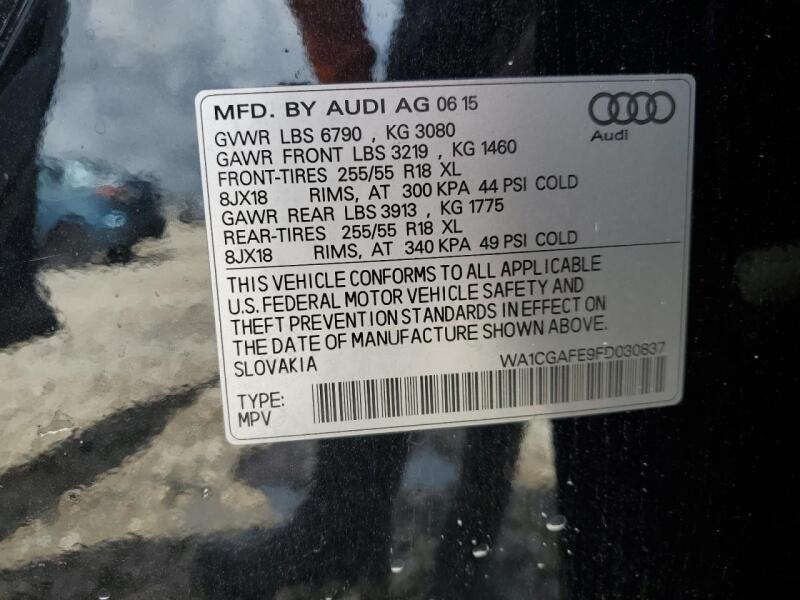 MFD. BY AUDI AG 06 15
Audi
GVWR LBS 6790 , KG 3080
GAWR FRONT LBS 3219 , KG 1460
FRONT-TIRES 255/55 R18 XL
8JX18 RIMS, AT 300 KPA 44 PSI COLD
GAWR REAR LBS 3913 , KG 1775
REAR-TIRES 255/55 R18 XL
8JX18 RIMS, AT 340 KPA 49 PSI COLD
THIS VEHICLE CONFORMS TO ALL APPLICABLE
U.S. FEDERAL MOTOR VEHICLE SAFETY AND
THEFT PREVENTION STANDARDS IN EFFECT ON
THE DATE OF MANUFACTURE SHOWN ABOVE.
SLOVAKIA WA1CGAFE9FD030837
TYPE:
MPV